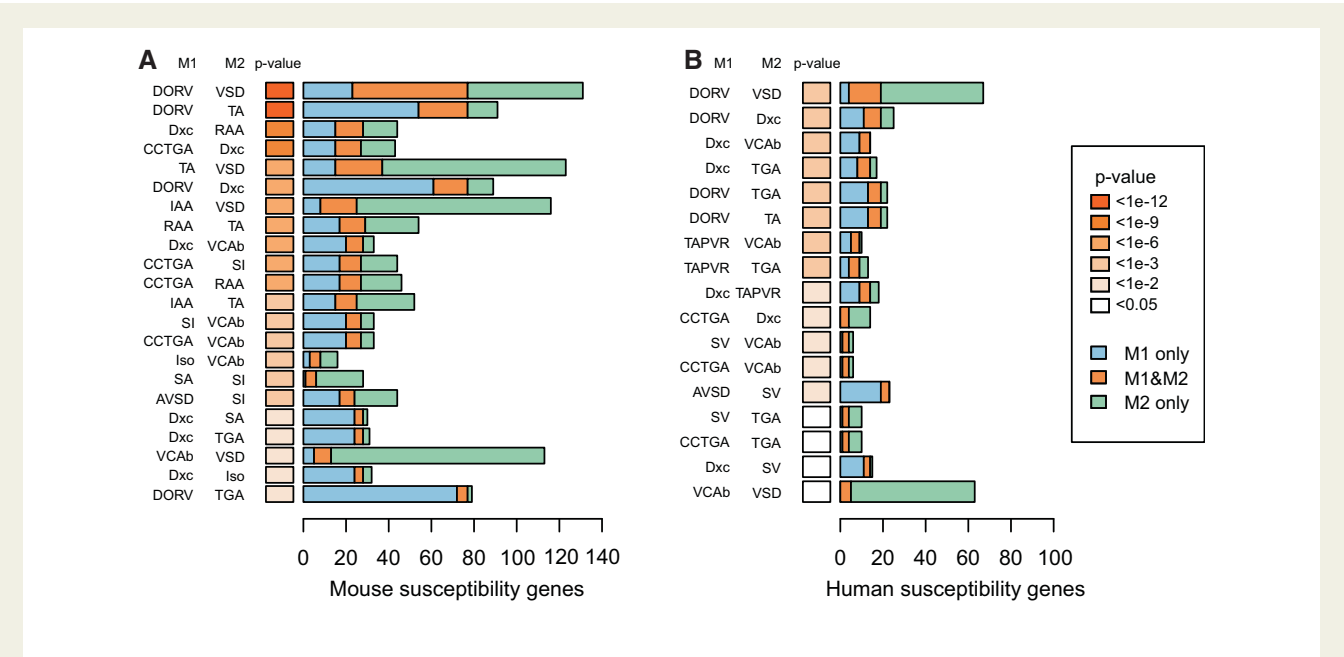 A M1 M2 p-value
DORV VSD
DORV TA
Dxc RAA
CCTGA Dxc
TA VSD
DORV Dxc
IAA VSD
RAA TA
Dxc VCAb
CCTGA SI
CCTGA RAA
IAA TA
SI VCAb
CCTGA VCAb
Iso VCAb
SA SI
AVSD SI
Dxc SA
Dxc TGA
VCAb VSD
Dxc Iso
DORV TGA
0 20 40 60 80 100 120 140
Mouse susceptibility genes
B M1 M2 p-value
DORV VSD
DORV Dxc
Dxc VCAb
Dxc TGA
DORV TGA
DORV TA
TAPVR VCAb
TAPVR TGA
Dxc TAPVR
CCTGA Dxc
SV VCAb
CCTGA VCAb
AVSD SV
SV TGA
CCTGA TGA
Dxc SV
VCAb VSD
0 20 40 60 80 100
Human susceptibility genes
p-value
<1e-12
<1e-9
<1e-6
<1e-3
<1e-2
<0.05
M1 only
M1&M2
M2 only